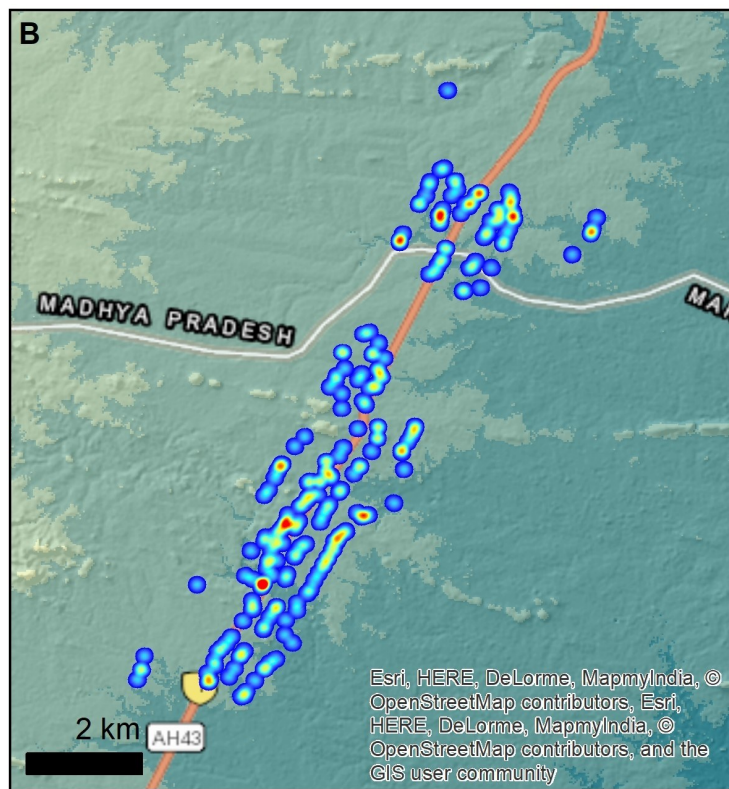 B
MADHYA PRADESH
MA
2 km
AH43
Esri, HERE, DeLorme, MapmyIndia, ©
OpenStreetMap contributors, Esri,
HERE, DeLorme, MapmyIndia, ©
OpenStreetMap contributors, and the
GIS user community